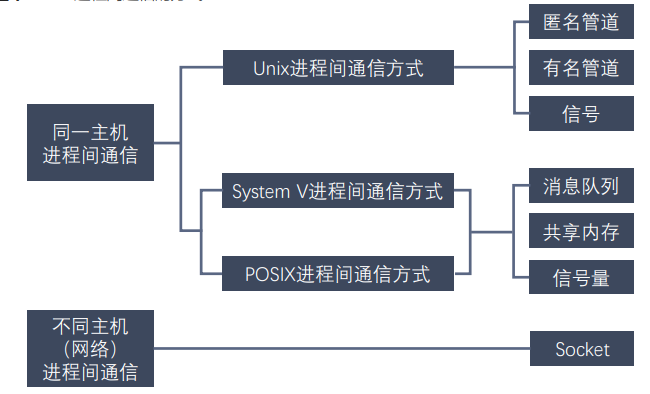 同一主机
进程间通信
Unix进程间通信方式
匿名管道
有名管道
信号
System V进程间通信方式
POSIX进程间通信方式
消息队列
共享内存
信号量
不同主机
（网络）
进程间通信
Socket